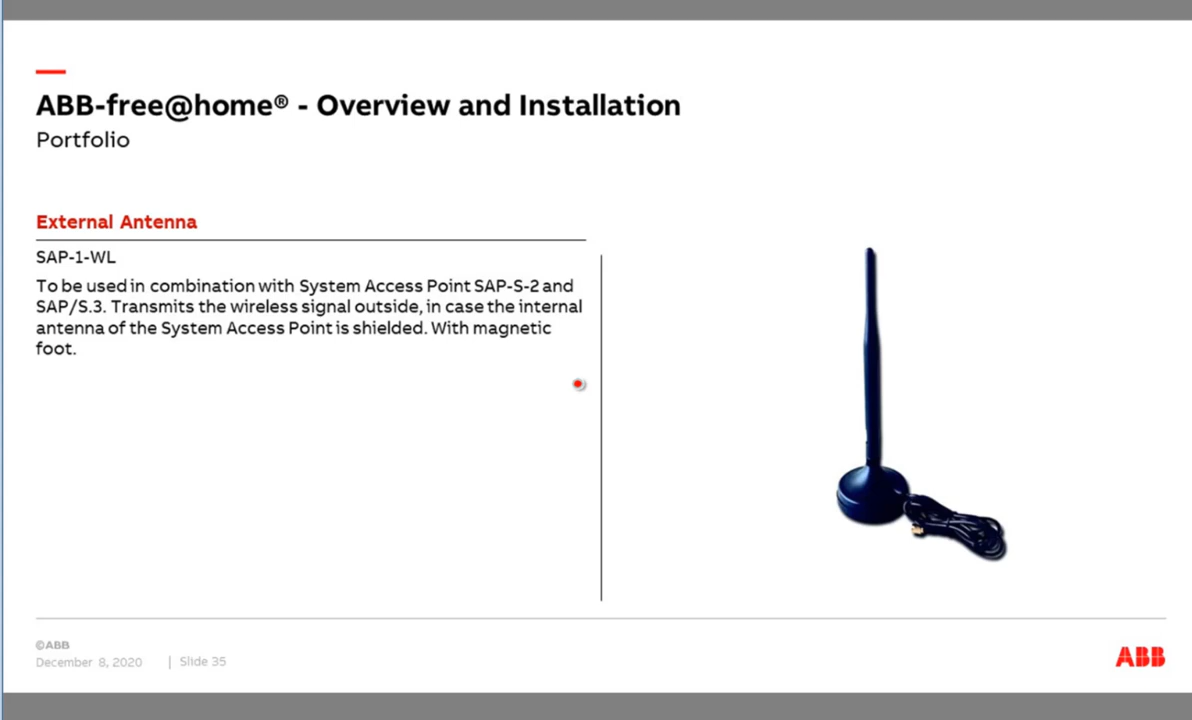 ABB-free@home® - Overview and Installation
Portfolio
External Antenna
SAP-1-WL
To be used in combination with System Access Point SAP-S-2 and
SAP/S.3. Transmits the wireless signal outside, in case the internal
antenna of the System Access Point is shielded. With magnetic
foot.
©ABB
December 8, 2020 | Slide 35
ABB